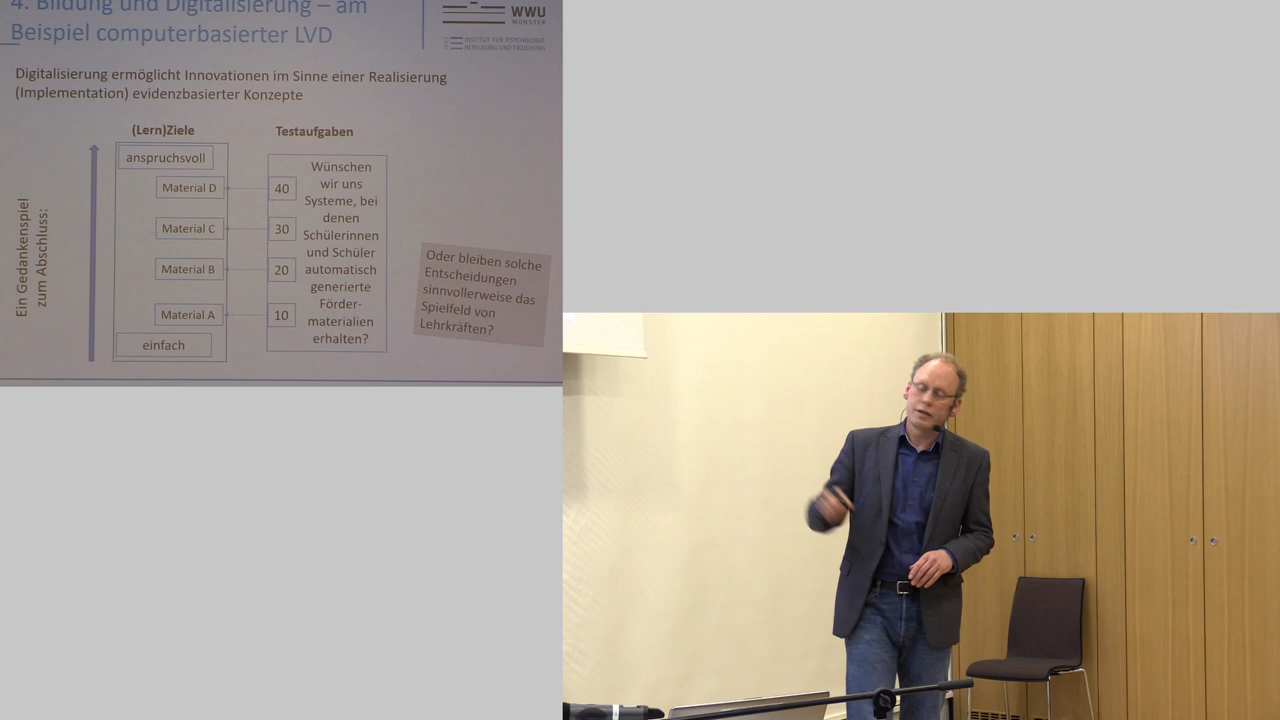 4. Bildung und Digitalisierung – am
Beispiel computerbasierter LVD
WWU
MÜNSTER
INSTITUT FÜR PSYCHOLOGIE
IN BILDUNG UND ERZIEHUNG
Digitalisierung ermöglicht Innovationen im Sinne einer Realisierung
(Implementation) evidenzbasierter Konzepte
Ein Gedankenspiel
zum Abschluss:
(Lern)Ziele
anspruchsvoll
Material D
Material C
Material B
Material A
einfach
Testaufgaben
40
30
20
10
Wünschen
wir uns
Systeme, bei
denen
Schülerinnen
und Schüler
automatisch
generierte
Förder-
materialien
erhalten?
Oder bleiben solche
Entscheidungen
sinnvollerweise das
Spielfeld von
Lehrkräften?